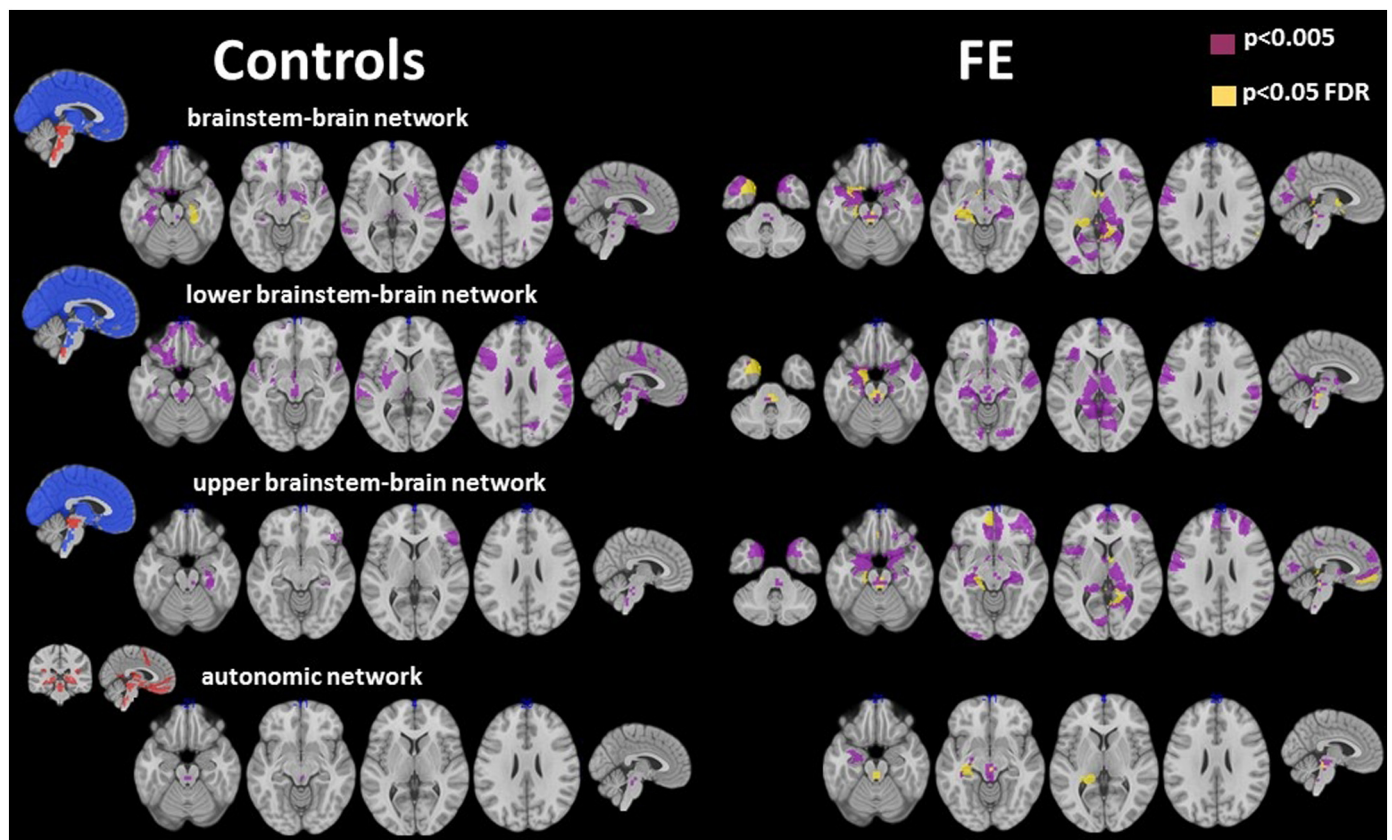 Controls
FE
p<0.005
p<0.05 FDR
brainstem-brain network
lower brainstem-brain network
upper brainstem-brain network
autonomic network